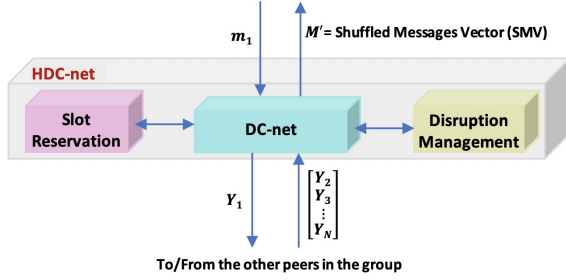 m₁
M′= Shuffled Messages Vector (SMV)
HDC-net
Slot
Reservation
DC-net
Disruption
Management
Y₁
[Y₂
Y₃
⋮
Y_N]
To/From the other peers in the group